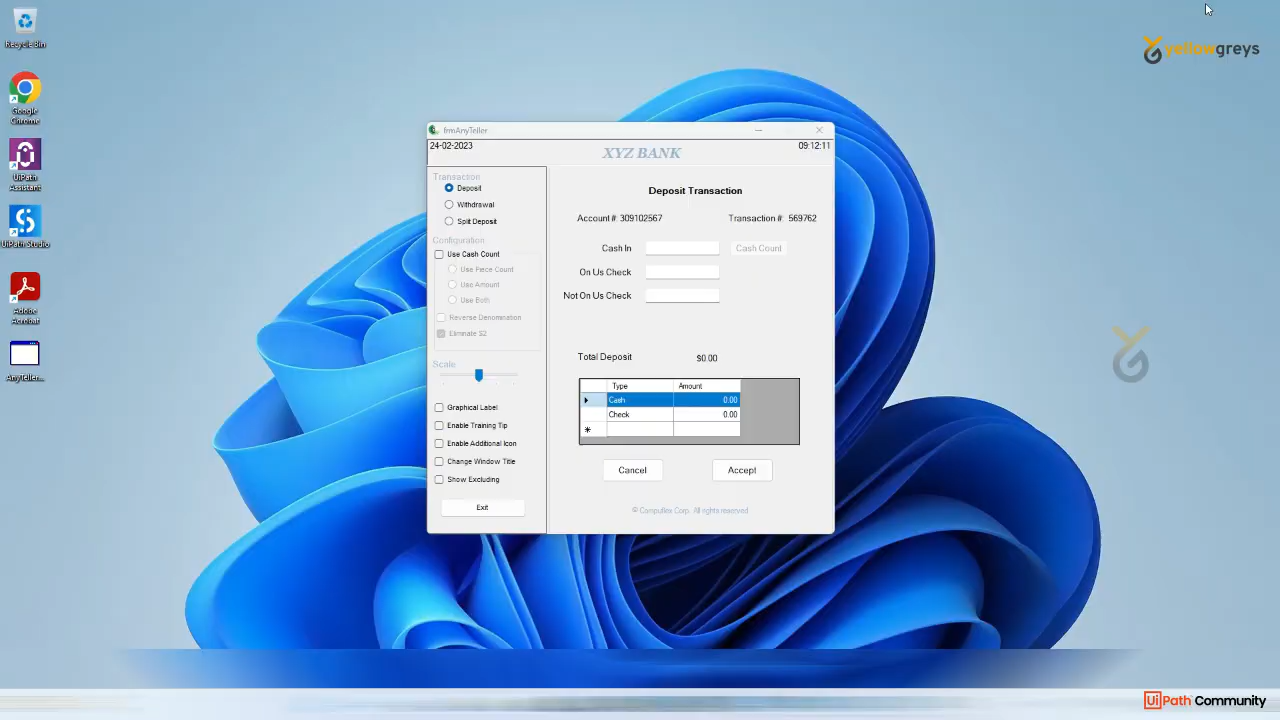 Recycle Bin
Google
Chrome
UiPath
Assistant
UiPath Studio
Adobe
Acrobat
AnyTeller...
yellowgreys
frmAnyTeller
24-02-2023
XYZ BANK
09:12:11
Transaction
Deposit
Withdrawal
Split Deposit
Configuration
Use Cash Count
Use Piece Count
Use Amount
Use Both
Reverse Denomination
Eliminate $2
Scale
Graphical Label
Enable Training Tip
Enable Additional Icon
Change Window Title
Show Excluding
Exit
Deposit Transaction
Account #: 309102567 Transaction #: 569762
Cash In Cash Count
On Us Check
Not On Us Check
Total Deposit $0.00
Type Amount
Cash 0.00
Check 0.00
Cancel Accept
© Computlex Corp. All rights reserved
UiPath Community